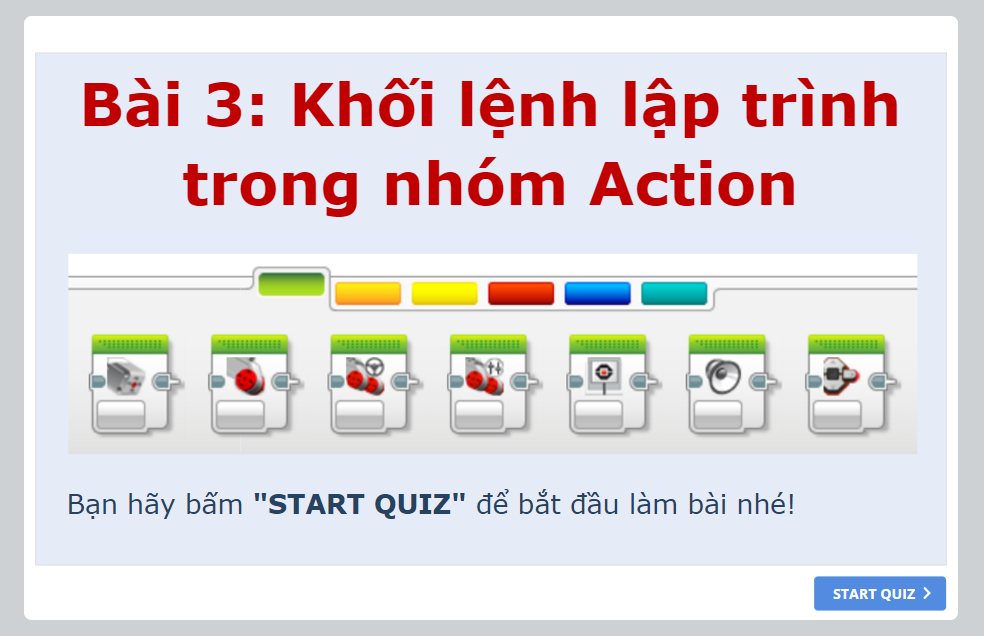 Bài 3: Khối lệnh lập trình
trong nhóm Action
Bạn hãy bấm "START QUIZ" để bắt đầu làm bài nhé!
START QUIZ